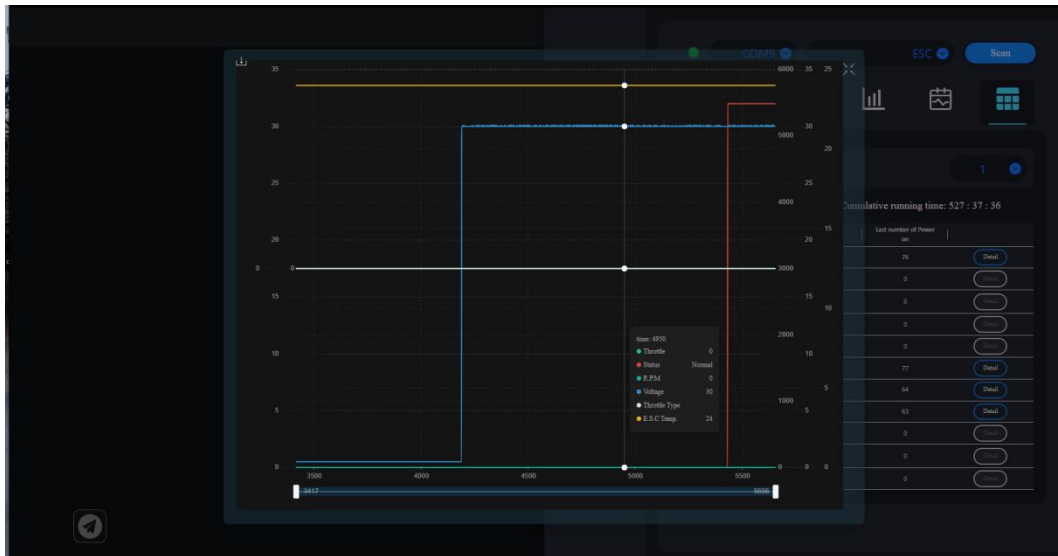 COM9 ESC Scan
35 6000 35 25
30 5000 30
20
25 25
4000
20 20 15
0 0 3000
15 15
10
2000
10 10
5
1000
5 5
0 0 0 0
3500 4000 4500 5000 5500
3417 5656
time: 4950
Throttle 0
Status Normal
R.P.M 0
Voltage 30
Throttle Type
E.S.C Temp. 24
1
Cumulative running time: 527 : 37 : 36
Last number of Power
on
76 Detail
0 Detail
0 Detail
0 Detail
0 Detail
77 Detail
64 Detail
63 Detail
0 Detail
0 Detail
0 Detail